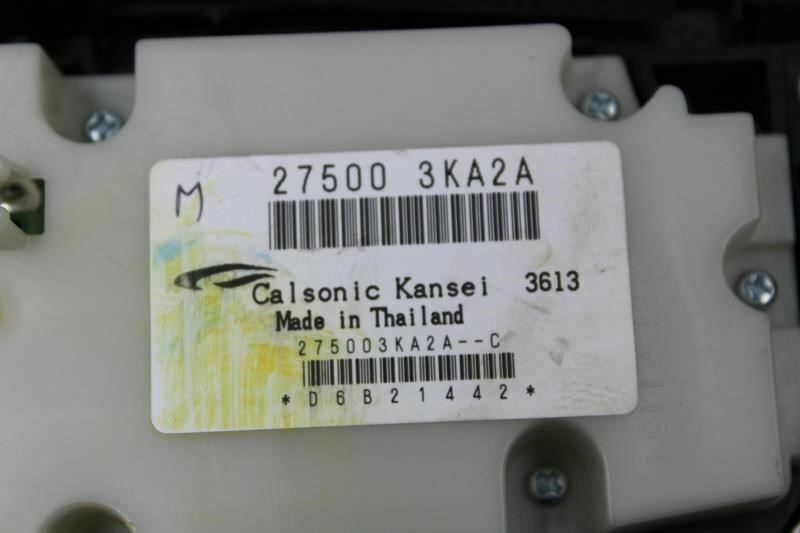 M
27500 3KA2A
Calsonic Kansei 3613
Made in Thailand
275003KA2A--C
*D6B21442*